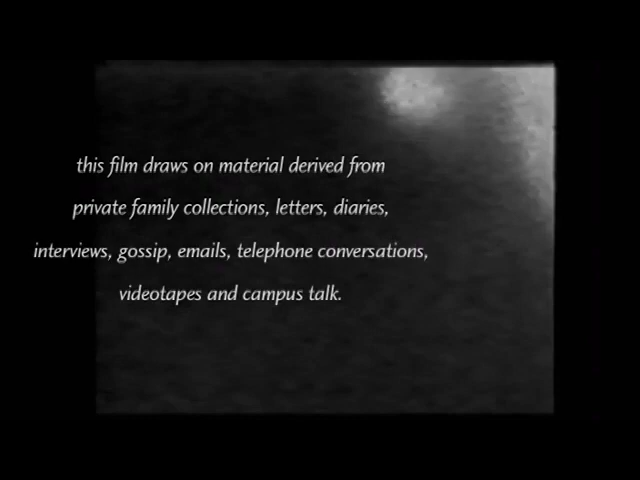 this film draws on material derived from
private family collections, letters, diaries,
interviews, gossip, emails, telephone conversations,
videotapes and campus talk.